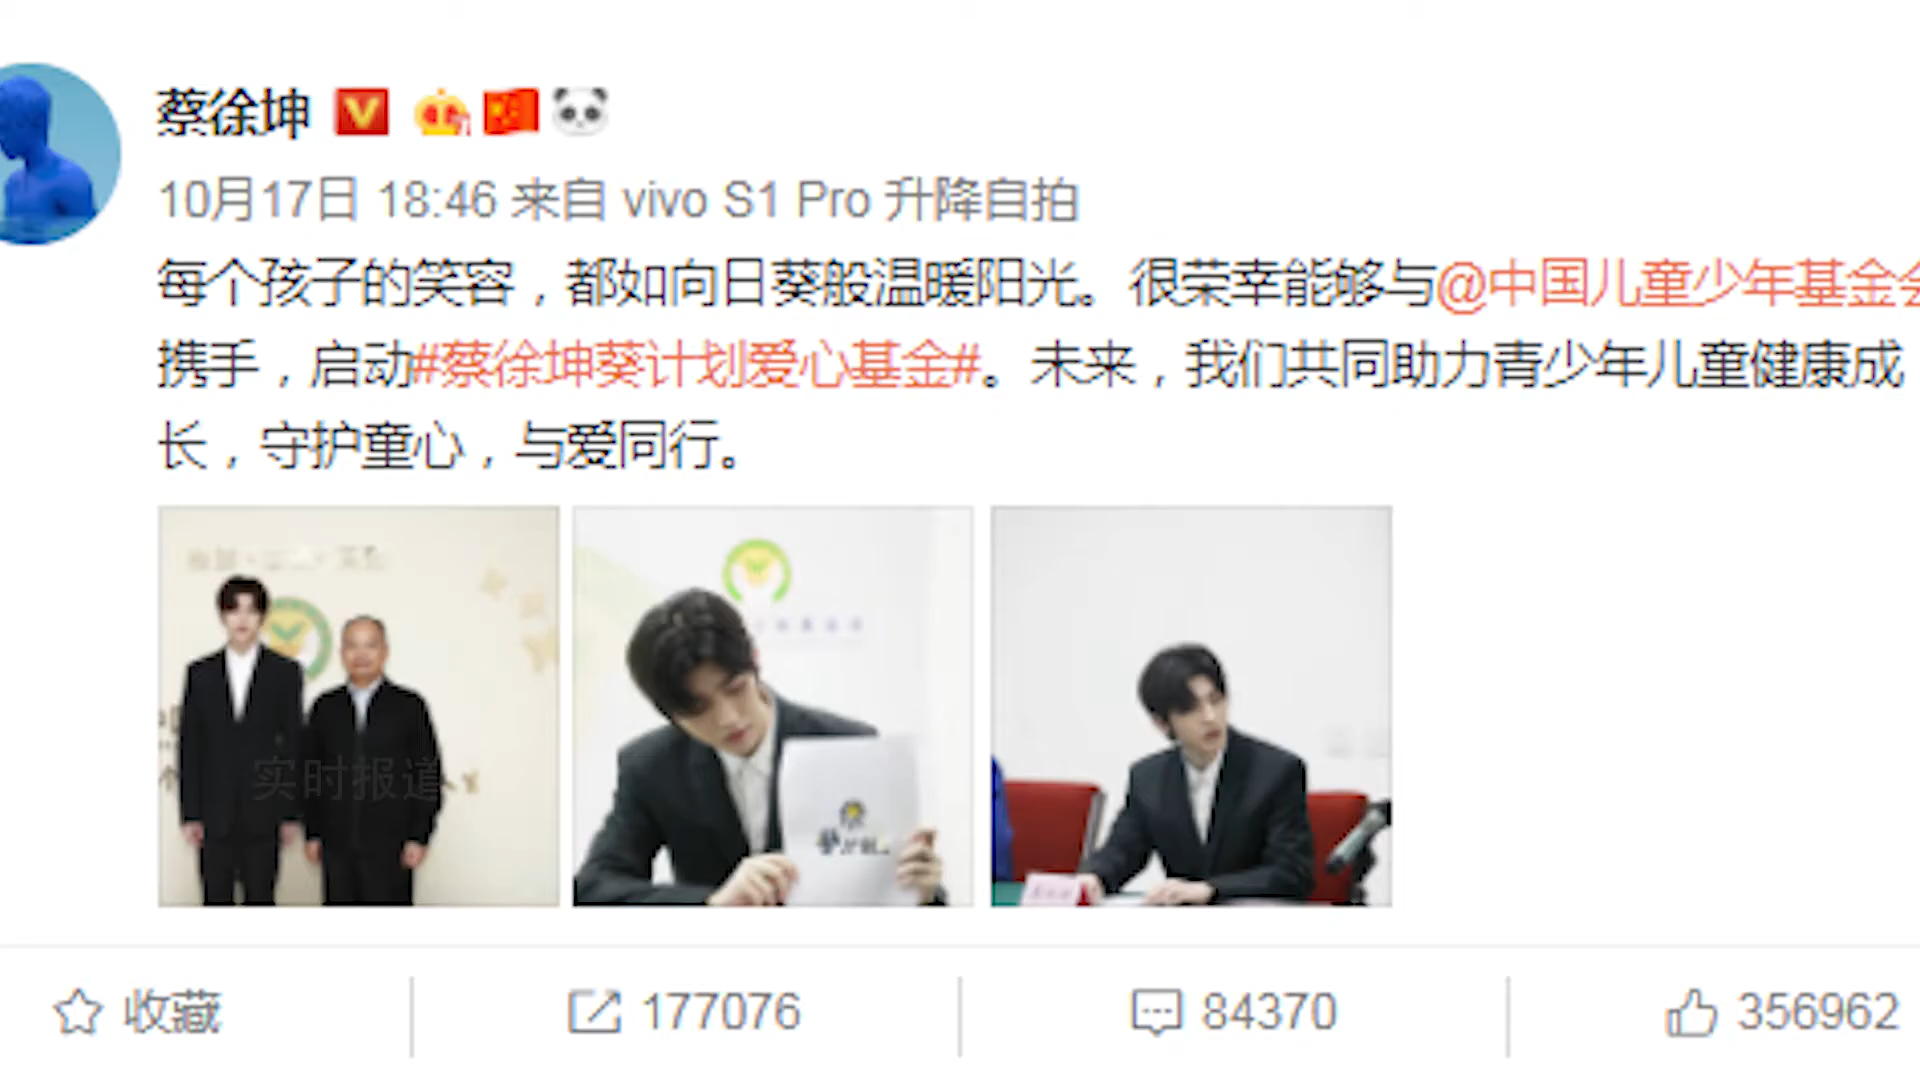 蔡徐坤
10月17日 18:46 来自 vivo S1 Pro 升降自拍
每个孩子的笑容，都如向日葵般温暖阳光。很荣幸能够与@中国儿童少年基金会
携手，启动#蔡徐坤葵计划爱心基金#。未来，我们共同助力青少年儿童健康成
长，守护童心，与爱同行。
实时报道
收藏 177076 84370 356962